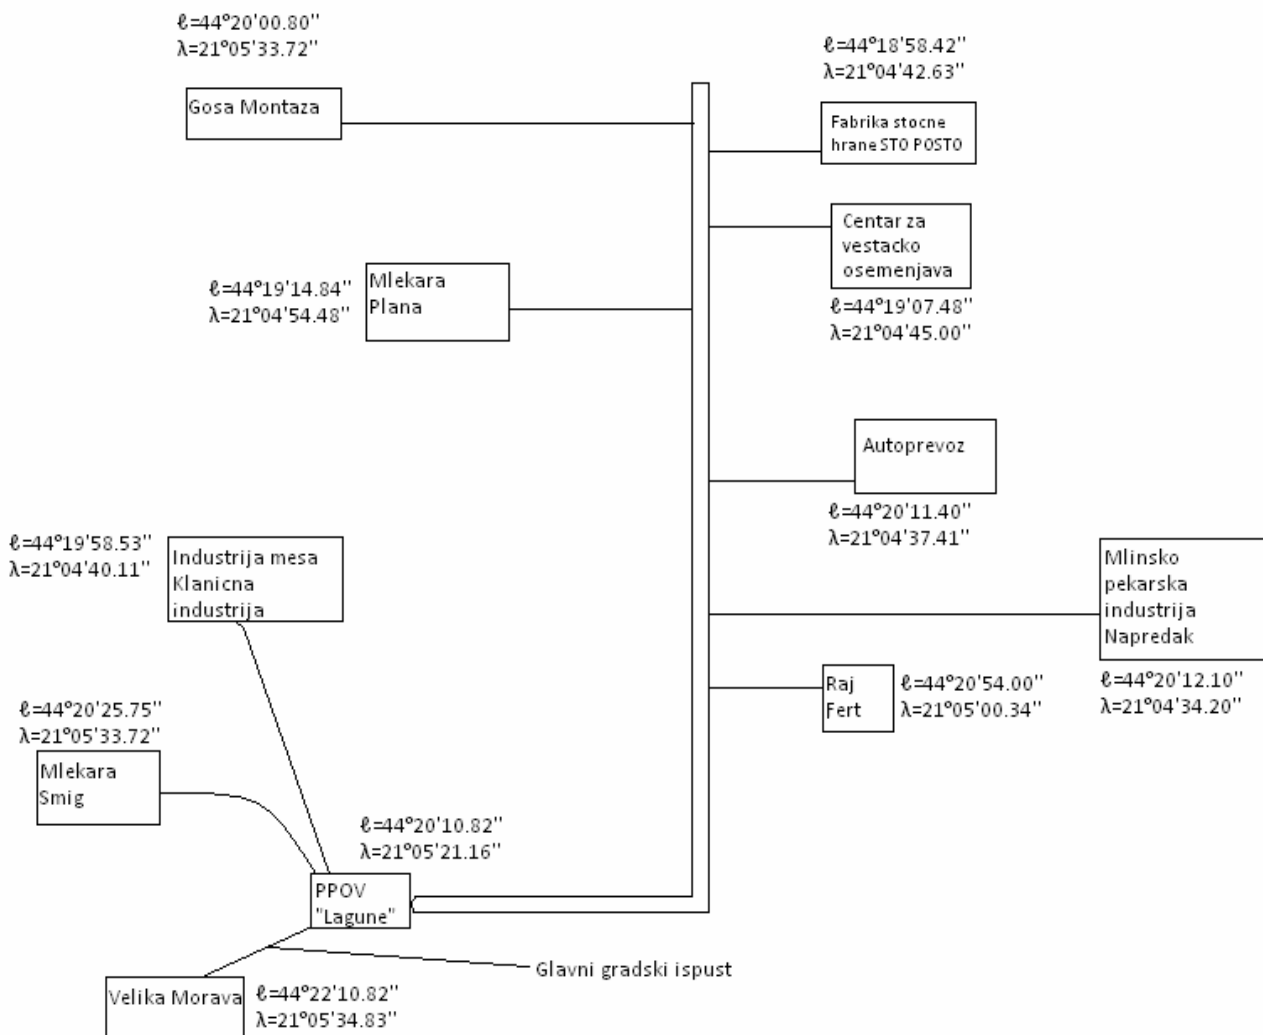 ℓ=44°20'00.80"
λ=21°05'33.72"
Gosa Montaza
ℓ=44°18'58.42"
λ=21°04'42.63"
Fabrika stocne
hrane STO POSTO
Centar za
vestacko
osemenjava
ℓ=44°19'07.48"
λ=21°04'45.00"
ℓ=44°19'14.84"
λ=21°04'54.48"
Mlekara
Plana
Autoprevoz
ℓ=44°20'11.40"
λ=21°04'37.41"
ℓ=44°19'58.53"
λ=21°04'40.11"
Industrija mesa
Klanicna
industrija
Mlinsko
pekarska
industrija
Napredak
ℓ=44°20'12.10"
λ=21°04'34.20"
Raj
Fert
ℓ=44°20'54.00"
λ=21°05'00.34"
ℓ=44°20'25.75"
λ=21°05'33.72"
Mlekara
Smig
ℓ=44°20'10.82"
λ=21°05'21.16"
PPOV
"Lagune"
Glavni gradski ispust
Velika Morava
ℓ=44°22'10.82"
λ=21°05'34.83"